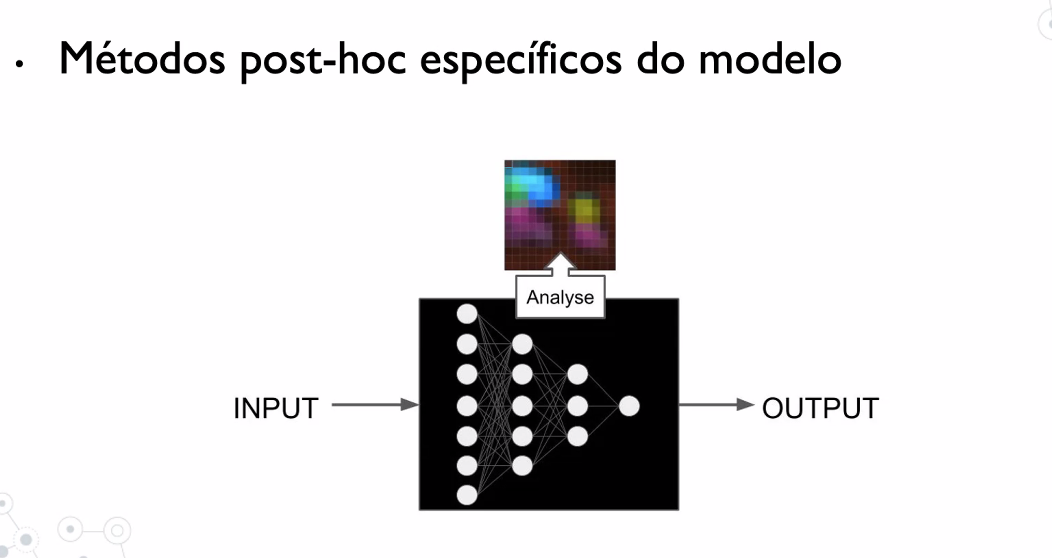 • Métodos post-hoc específicos do modelo
Analyse
INPUT
OUTPUT